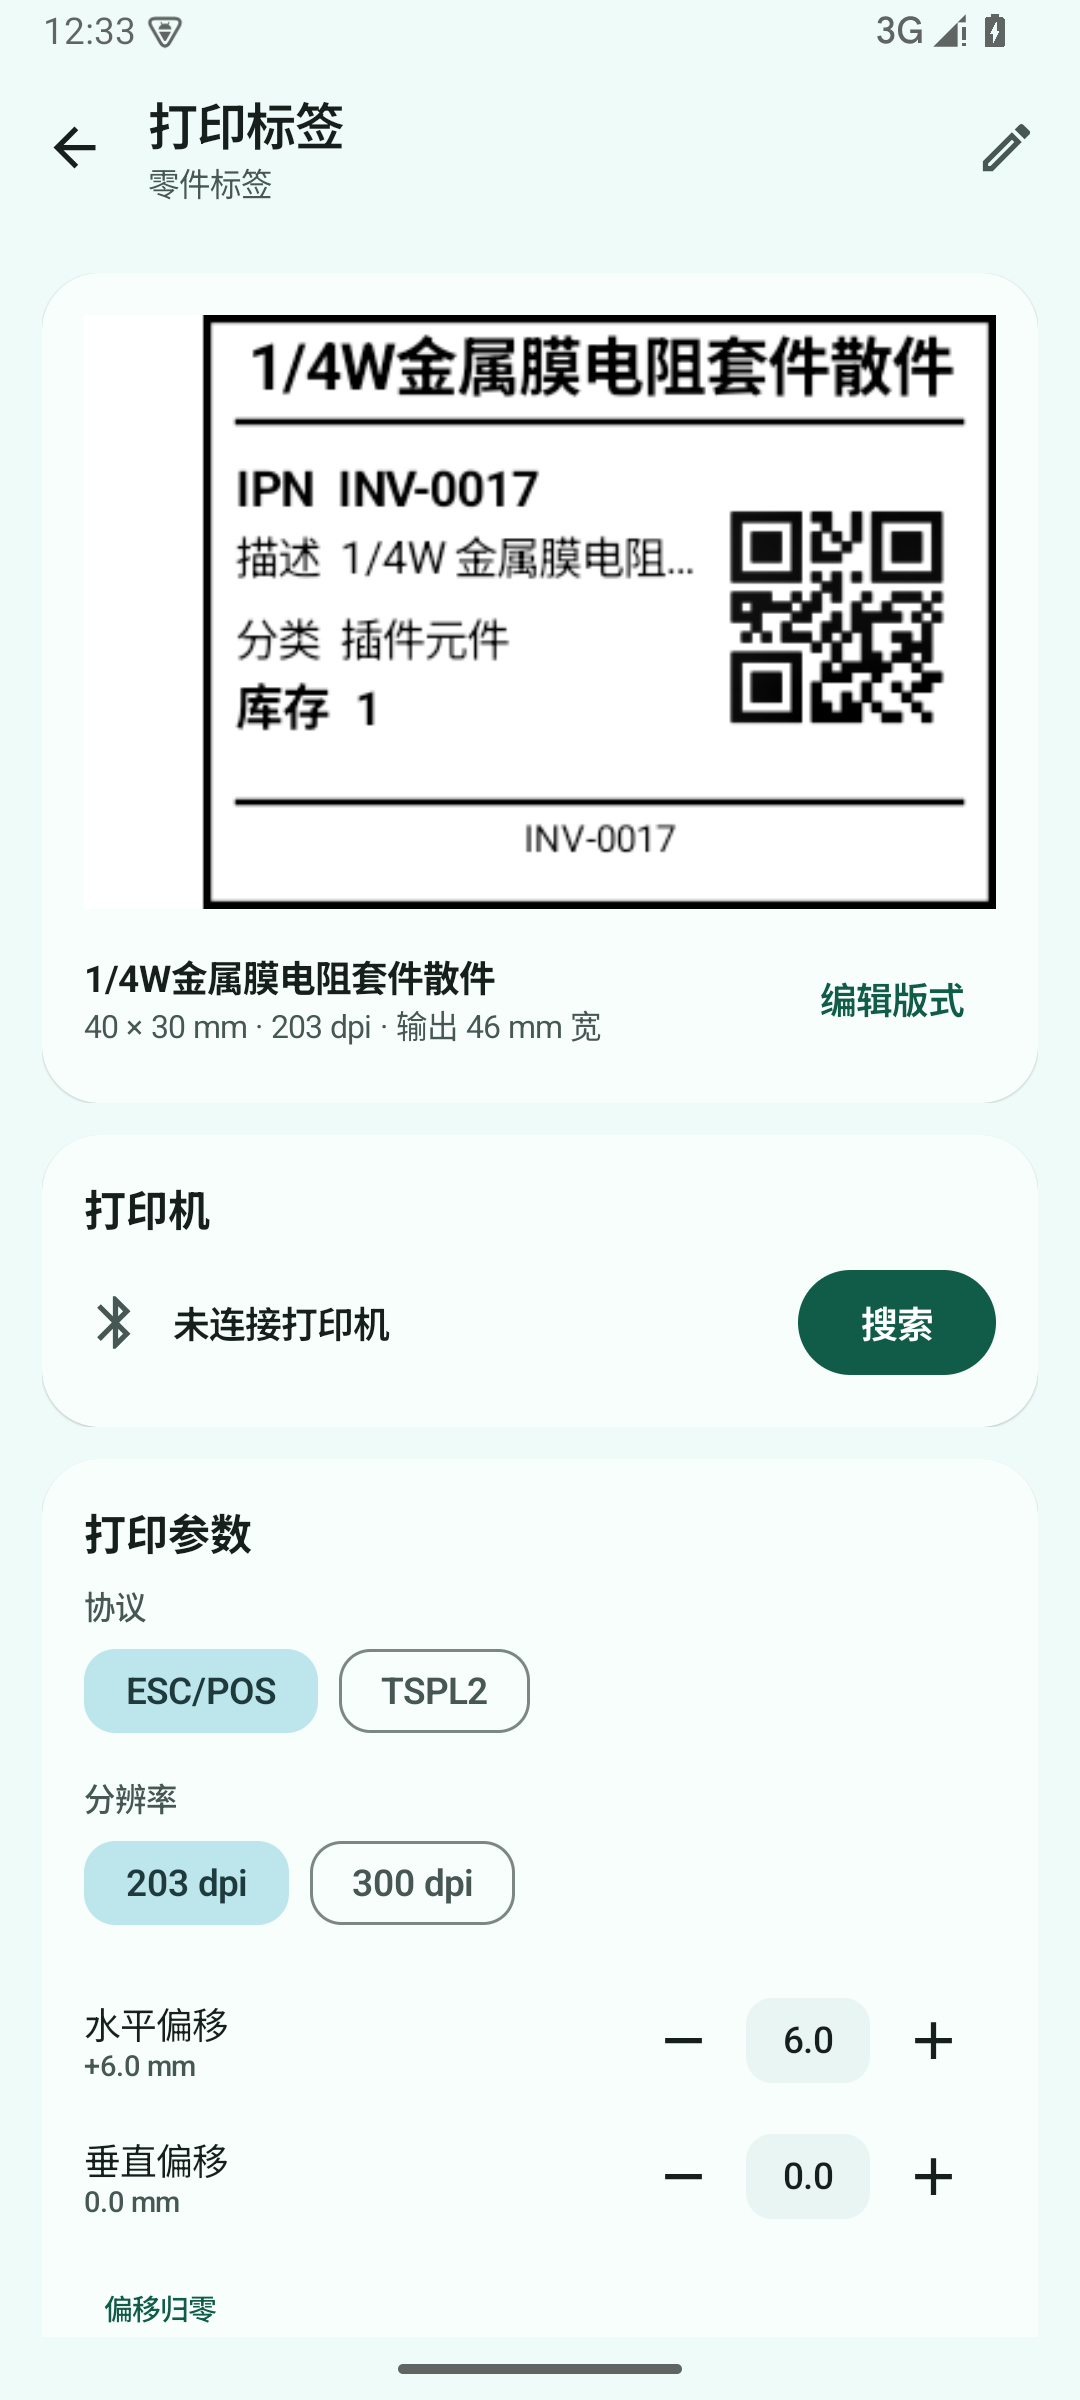 12:33
3G
打印标签
零件标签
1/4W金属膜电阻套件散件
IPN INV-0017
描述 1/4W 金属膜电阻...
分类 插件元件
库存 1
INV-0017
1/4W金属膜电阻套件散件
40 × 30 mm · 203 dpi · 输出 46 mm 宽
编辑版式
打印机
未连接打印机
搜索
打印参数
协议
ESC/POS
TSPL2
分辨率
203 dpi
300 dpi
水平偏移
+6.0 mm
6.0
垂直偏移
0.0 mm
0.0
偏移归零